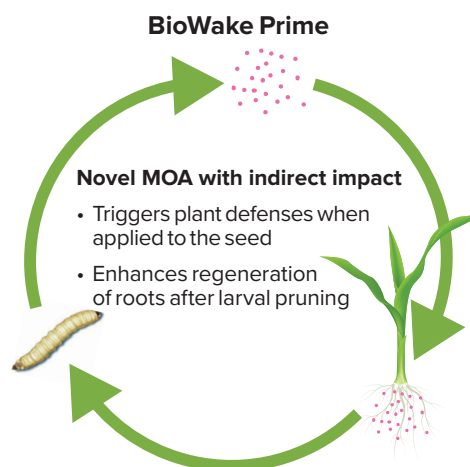 BioWake Prime
Novel MOA with indirect impact
• Triggers plant defenses when
applied to the seed
• Enhances regeneration
of roots after larval pruning